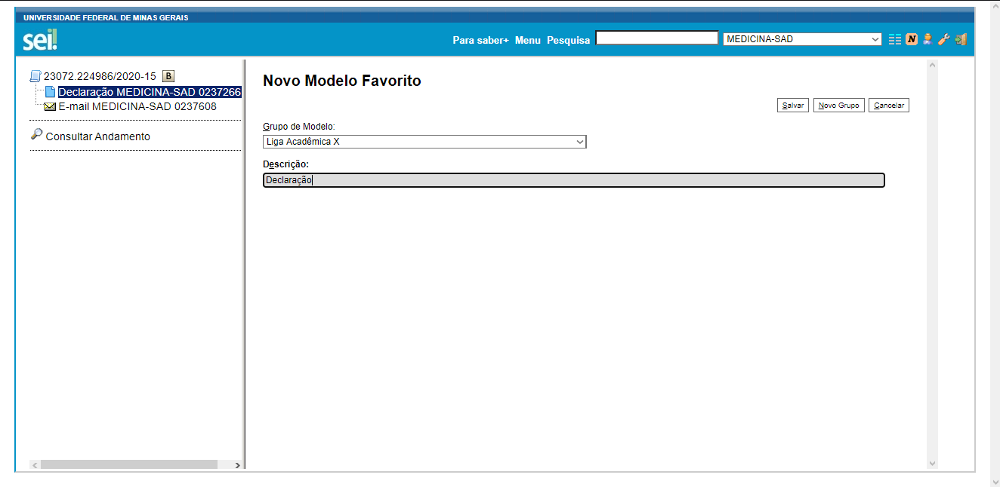 UNIVERSIDADE FEDERAL DE MINAS GERAIS
sei!
Para saber+ Menu Pesquisa
MEDICINA-SAD
N
23072.224986/2020-15 B
Declaração MEDICINA-SAD 0237266
E-mail MEDICINA-SAD 0237608
Consultar Andamento
Novo Modelo Favorito
Salvar Novo Grupo Cancelar
Grupo de Modelo:
Liga Acadêmica X
Descrição:
Declaração